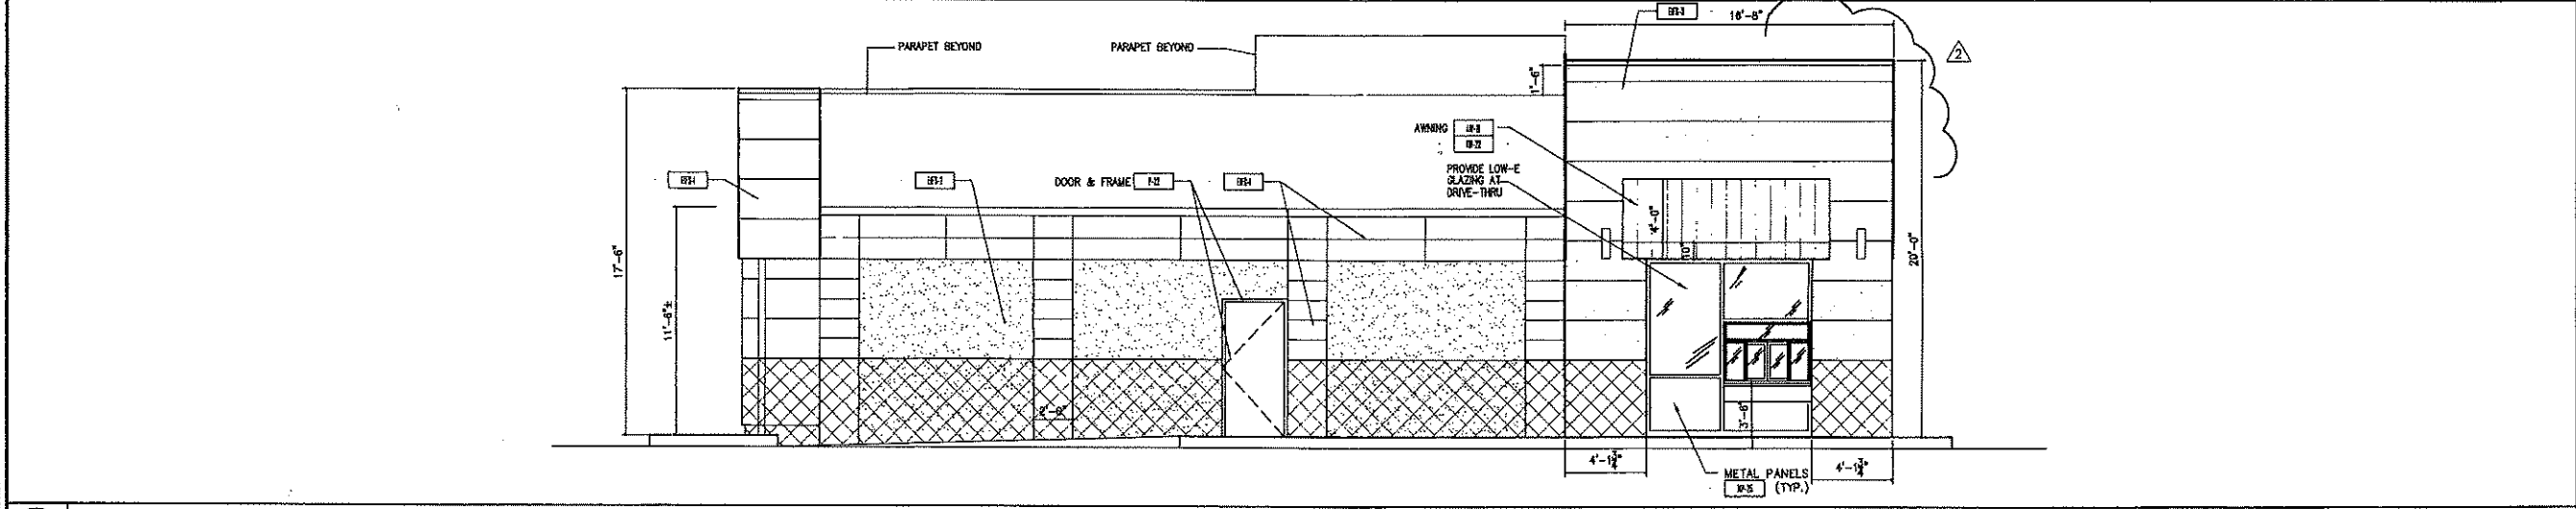 16'-8"
2
PARAPET BEYOND
PARAPET BEYOND
1'-6"
AWNING
PROVIDE LOW-E
GLAZING AT
DRIVE-THRU
DOOR & FRAME
4'-0"
10"
17'-6"
11'-6"±
20'-0"
2'-0"
3'-6"
4'-1¾"
4'-1¾"
METAL PANELS
(TYP.)